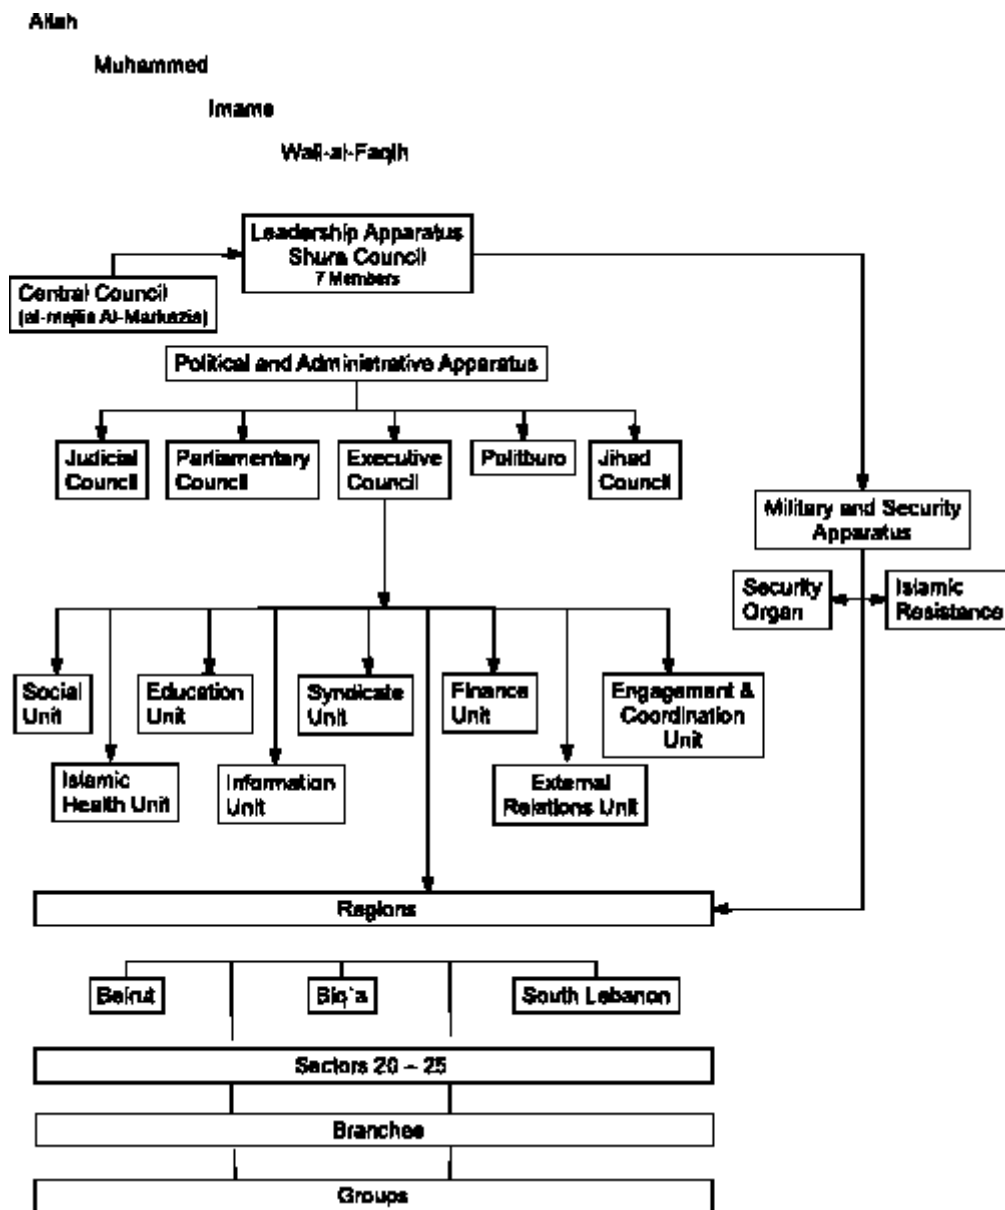 Allah
Muhammed
Imams
Wali-al-Faqih
Leadership Apparatus
Shura Council
7 Members
Central Council
(al-majlis Al-Markazia)
Political and Administrative Apparatus
Judicial
Council
Parliamentary
Council
Executive
Council
Politburo
Jihad
Council
Military and Security
Apparatus
Security
Organ
Islamic
Resistance
Social
Unit
Education
Unit
Syndicate
Unit
Finance
Unit
Engagement &
Coordination
Unit
Islamic
Health Unit
Information
Unit
External
Relations Unit
Regions
Beirut
Biq`a
South Lebanon
Sectors 20 – 25
Branches
Groups